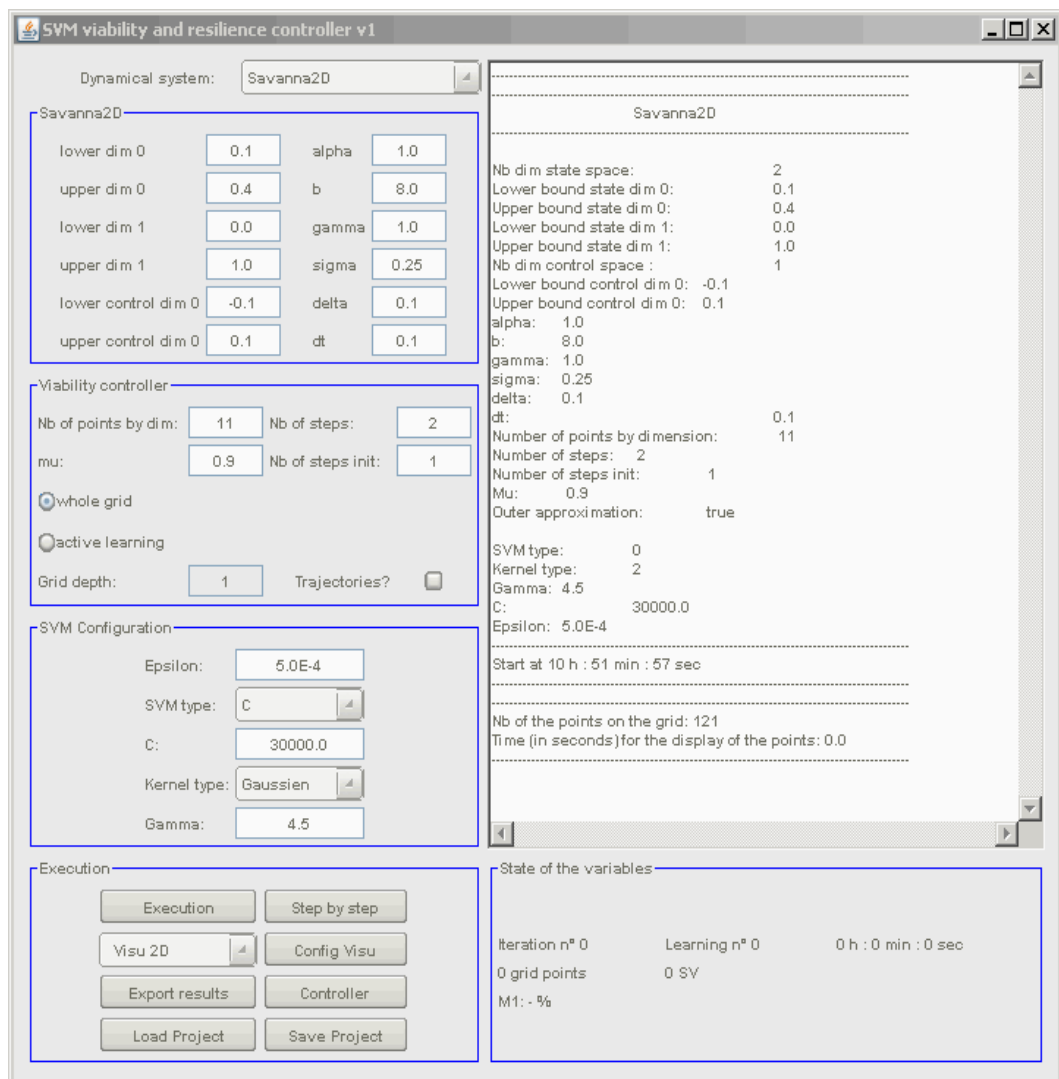 SVM viability and resilience controller v1
Dynamical system: Savanna2D
Savanna2D
lower dim 0 0.1 alpha 1.0
upper dim 0 0.4 b 8.0
lower dim 1 0.0 gamma 1.0
upper dim 1 1.0 sigma 0.25
lower control dim 0 -0.1 delta 0.1
upper control dim 0 0.1 dt 0.1
Viability controller
Nb of points by dim: 11 Nb of steps: 2
mu: 0.9 Nb of steps init: 1
whole grid
active learning
Grid depth: 1 Trajectories?
SVM Configuration
Epsilon: 5.0E-4
SVM type: C
C: 30000.0
Kernel type: Gaussien
Gamma: 4.5
Execution
Execution Step by step
Visu 2D Config Visu
Export results Controller
Load Project Save Project
Savanna2D
Nb dim state space: 2
Lower bound state dim 0: 0.1
Upper bound state dim 0: 0.4
Lower bound state dim 1: 0.0
Upper bound state dim 1: 1.0
Nb dim control space : 1
Lower bound control dim 0: -0.1
Upper bound control dim 0: 0.1
alpha: 1.0
b: 8.0
gamma: 1.0
sigma: 0.25
delta: 0.1
dt: 0.1
Number of points by dimension: 11
Number of steps: 2
Number of steps init: 1
Mu: 0.9
Outer approximation: true
SVM type: 0
Kernel type: 2
Gamma: 4.5
C: 30000.0
Epsilon: 5.0E-4
Start at 10 h : 51 min : 57 sec
Nb of the points on the grid: 121
Time (in seconds) for the display of the points: 0.0
State of the variables
Iteration n° 0 Learning n° 0 0 h : 0 min : 0 sec
0 grid points 0 SV
M1: - %